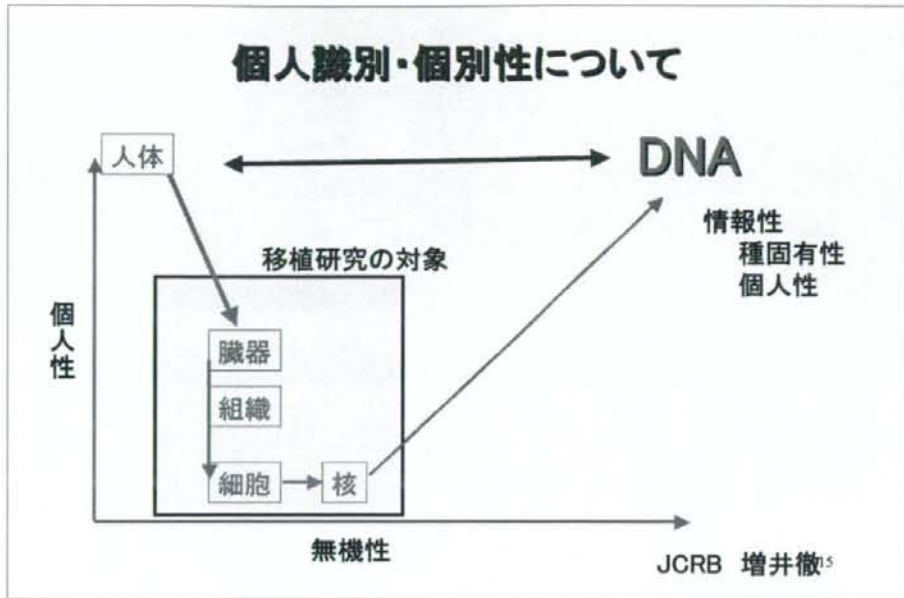 個人識別・個別性について
人体
DNA
情報性
種固有性
個人性
移植研究の対象
個人性
臓器
組織
細胞
核
無機性
JCRB 増井徹15